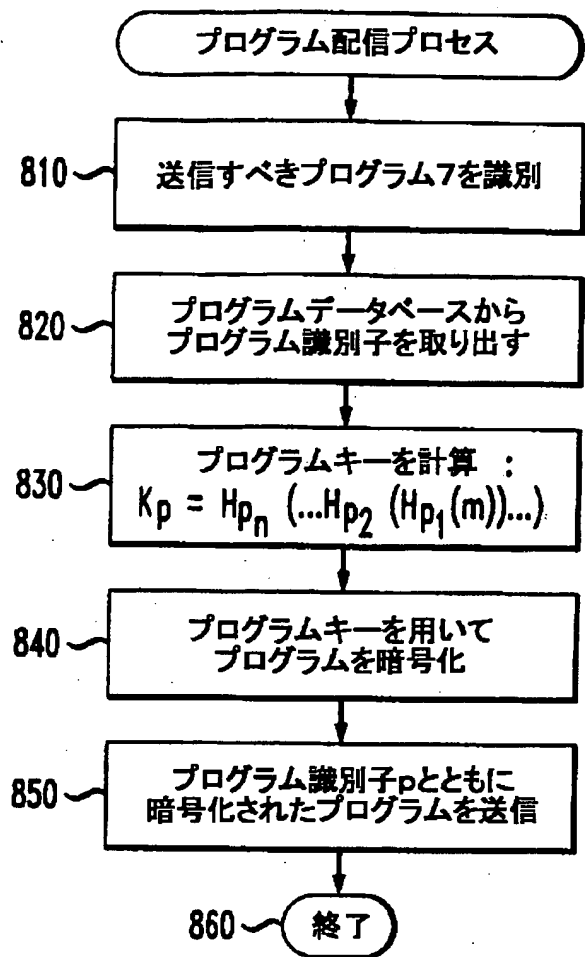 プログラム配信プロセス
810
送信すべきプログラム7を識別
820
プログラムデータベースから
プログラム識別子を取り出す
830
プログラムキーを計算 :
Kp = Hpn (...Hp2 (Hp1(m))...)
840
プログラムキーを用いて
プログラムを暗号化
850
プログラム識別子pとともに
暗号化されたプログラムを送信
860
終了